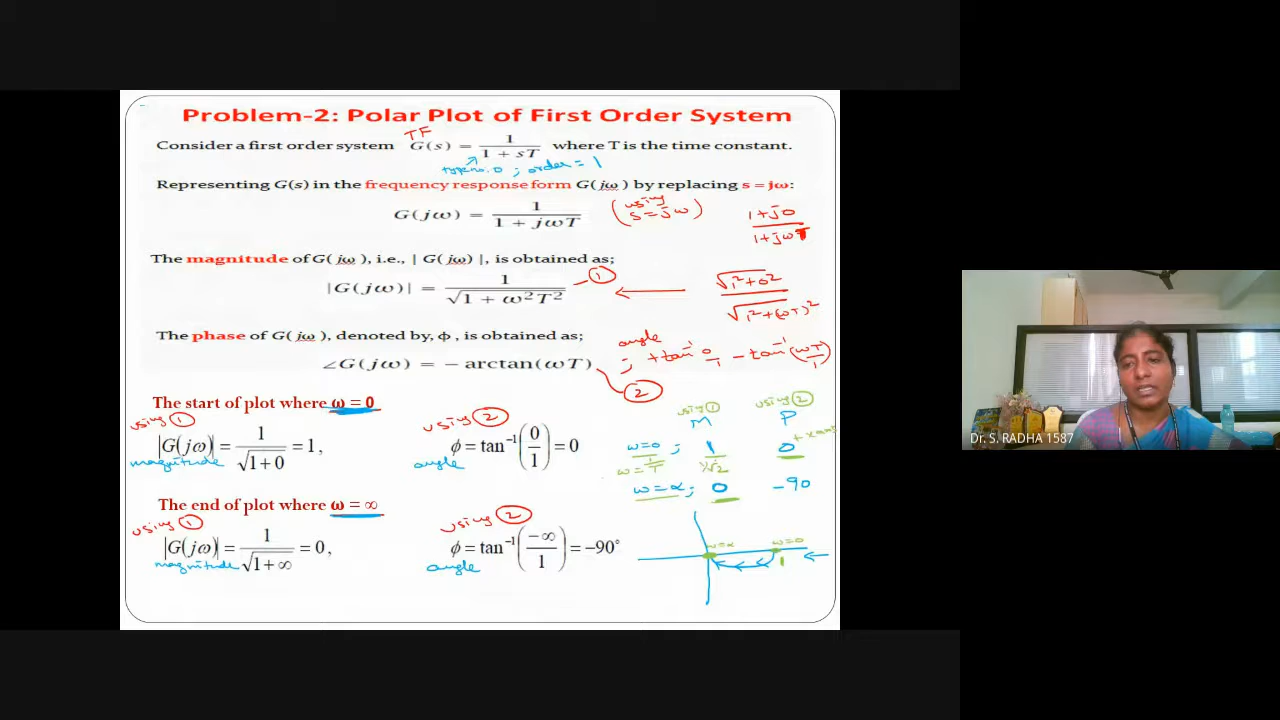 Problem-2: Polar Plot of First Order System
TF
Consider a first order system G(s) = 1 / 1 + sT where T is the time constant.
type no. 0 ; order = 1
Representing G(s) in the frequency response form G(jω) by replacing s = jω:
G(jω) = 1 / 1 + jωT
(using s = jω)
1+j0 / 1+jωT
The magnitude of G(jω), i.e., | G(jω) |, is obtained as;
|G(jω)| = 1 / √1 + ω²T² - ①
√1²+0² / √1²+(ωT)²
The phase of G(jω), denoted by, ϕ , is obtained as;
∠G(jω) = − arctan(ωT) ②
angle ; +tan⁻¹ 0/1 − tan⁻¹(ωT/1)
The start of plot where ω = 0
using ①
|G(jω)| = 1 / √1+0 = 1,
magnitude
using ②
ϕ = tan⁻¹(0/1) = 0
angle
using ① using ②
M P
ω=0 ; 1 0
ω=1/T 1/√2
ω=α ; 0 -90
The end of plot where ω = ∞
using ①
|G(jω)| = 1 / √1+∞ = 0,
magnitude
using ②
ϕ = tan⁻¹(−∞/1) = −90°
angle
ω=α ω=0
1
Dr. S. RADHA 1587